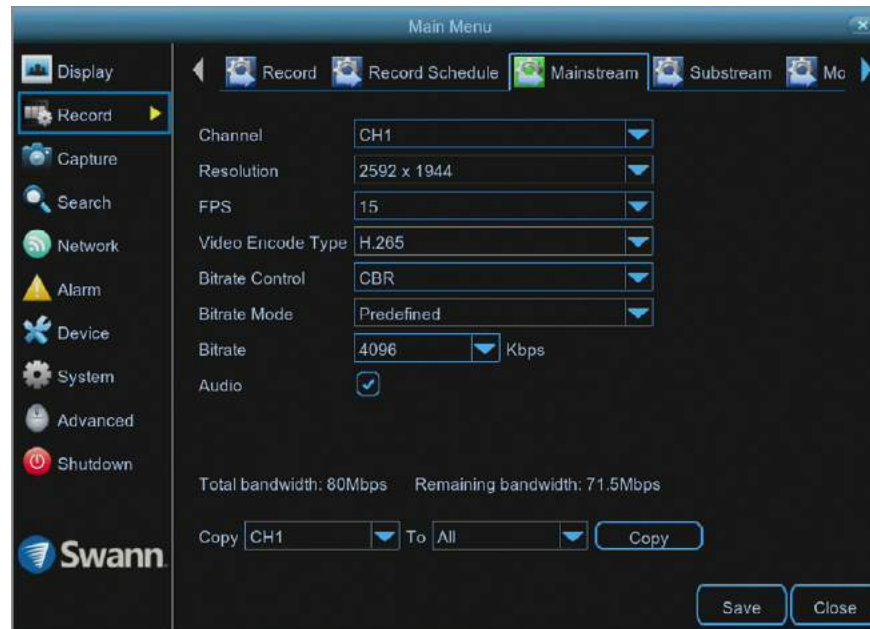 Main Menu
Display
Record
Capture
Search
Network
Alarm
Device
System
Advanced
Shutdown
Swann
Record Record Schedule Mainstream Substream Mo
Channel CH1
Resolution 2592 x 1944
FPS 15
Video Encode Type H.265
Bitrate Control CBR
Bitrate Mode Predefined
Bitrate 4096 Kbps
Audio
Total bandwidth: 80Mbps Remaining bandwidth: 71.5Mbps
Copy CH1 To All Copy
Save Close